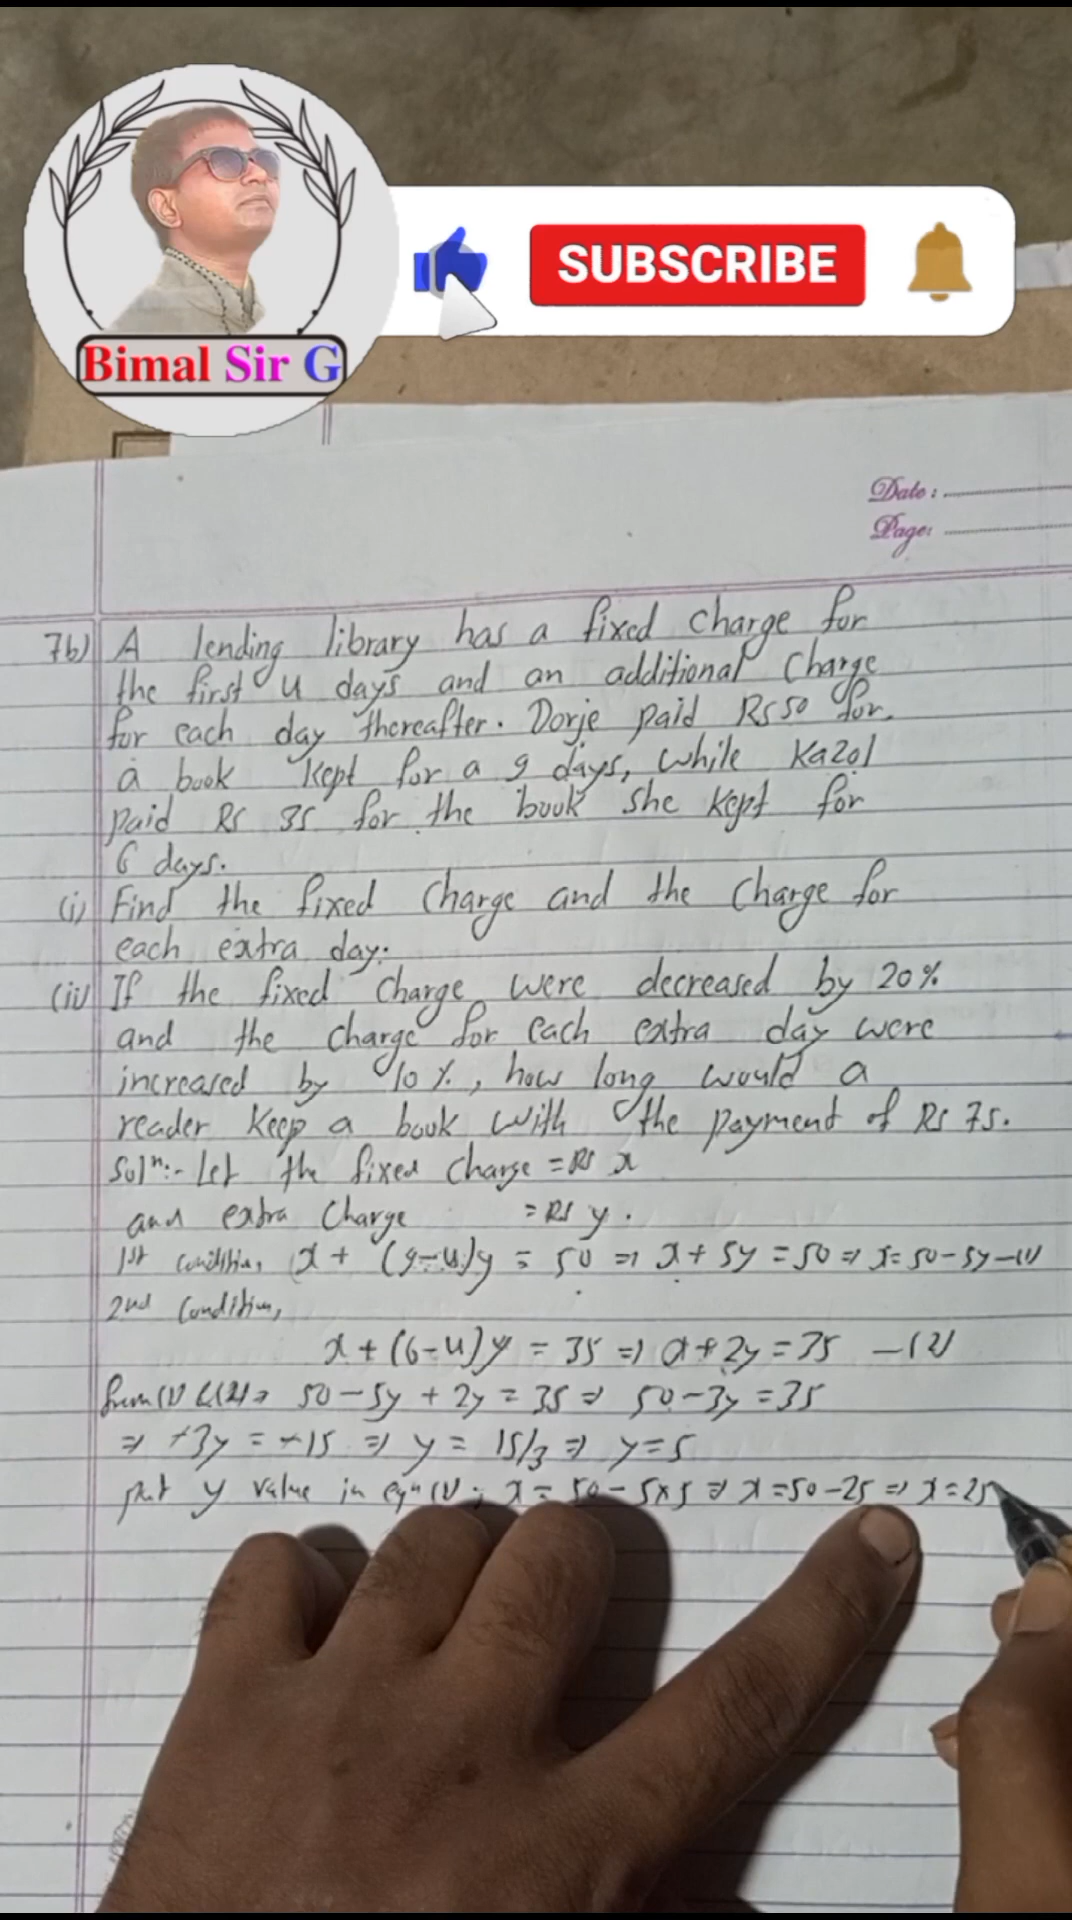 Bimal Sir G
SUBSCRIBE
Date :
Page:
7b) A lending library has a fixed charge for
the first 4 days and an additional charge
for each day thereafter. Dorje paid Rs 50 for
a book kept for a 9 days, while Kazol
paid Rs 35 for the book she kept for
6 days.
(i) Find the fixed charge and the charge for
each extra day.
(ii) If the fixed charge were decreased by 20%
and the charge for each extra day were
increased by 10%, how long would a
reader keep a book with the payment of Rs 75.
Solⁿ:- Let the fixed charge = Rs x
and extra charge = Rs y.
1st condition, x + (9-4)y = 50 ⇒ x + 5y = 50 ⇒ x = 50 - 5y -(1)
2nd condition,
x + (6-4)y = 35 ⇒ x + 2y = 35 -(2)
from (1) & (2) ⇒ 50 - 5y + 2y = 35 ⇒ 50 - 3y = 35
⇒ -3y = -15 ⇒ y = 15/3 ⇒ y = 5
put y value in eqn (1), x = 50 - 5×5 ⇒ x = 50 - 25 ⇒ x = 25